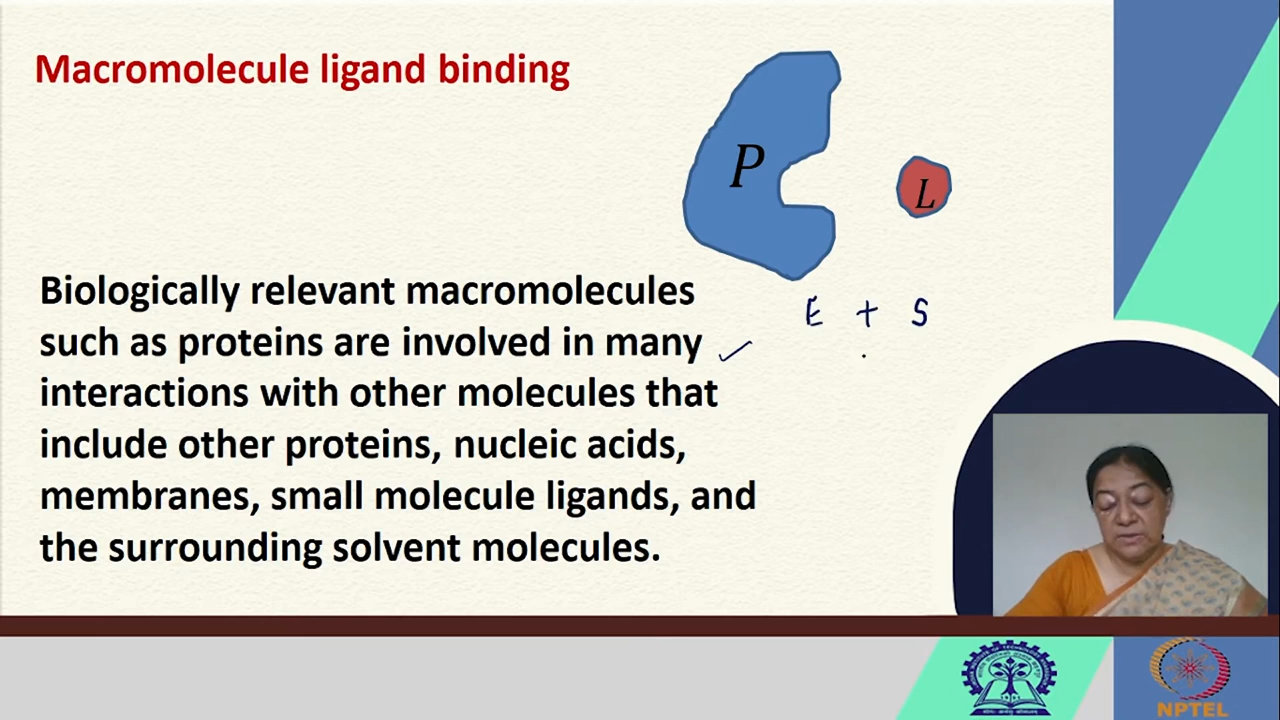 Macromolecule ligand binding
P
L
E + S
Biologically relevant macromolecules
such as proteins are involved in many
interactions with other molecules that
include other proteins, nucleic acids,
membranes, small molecule ligands, and
the surrounding solvent molecules.
NPTEL